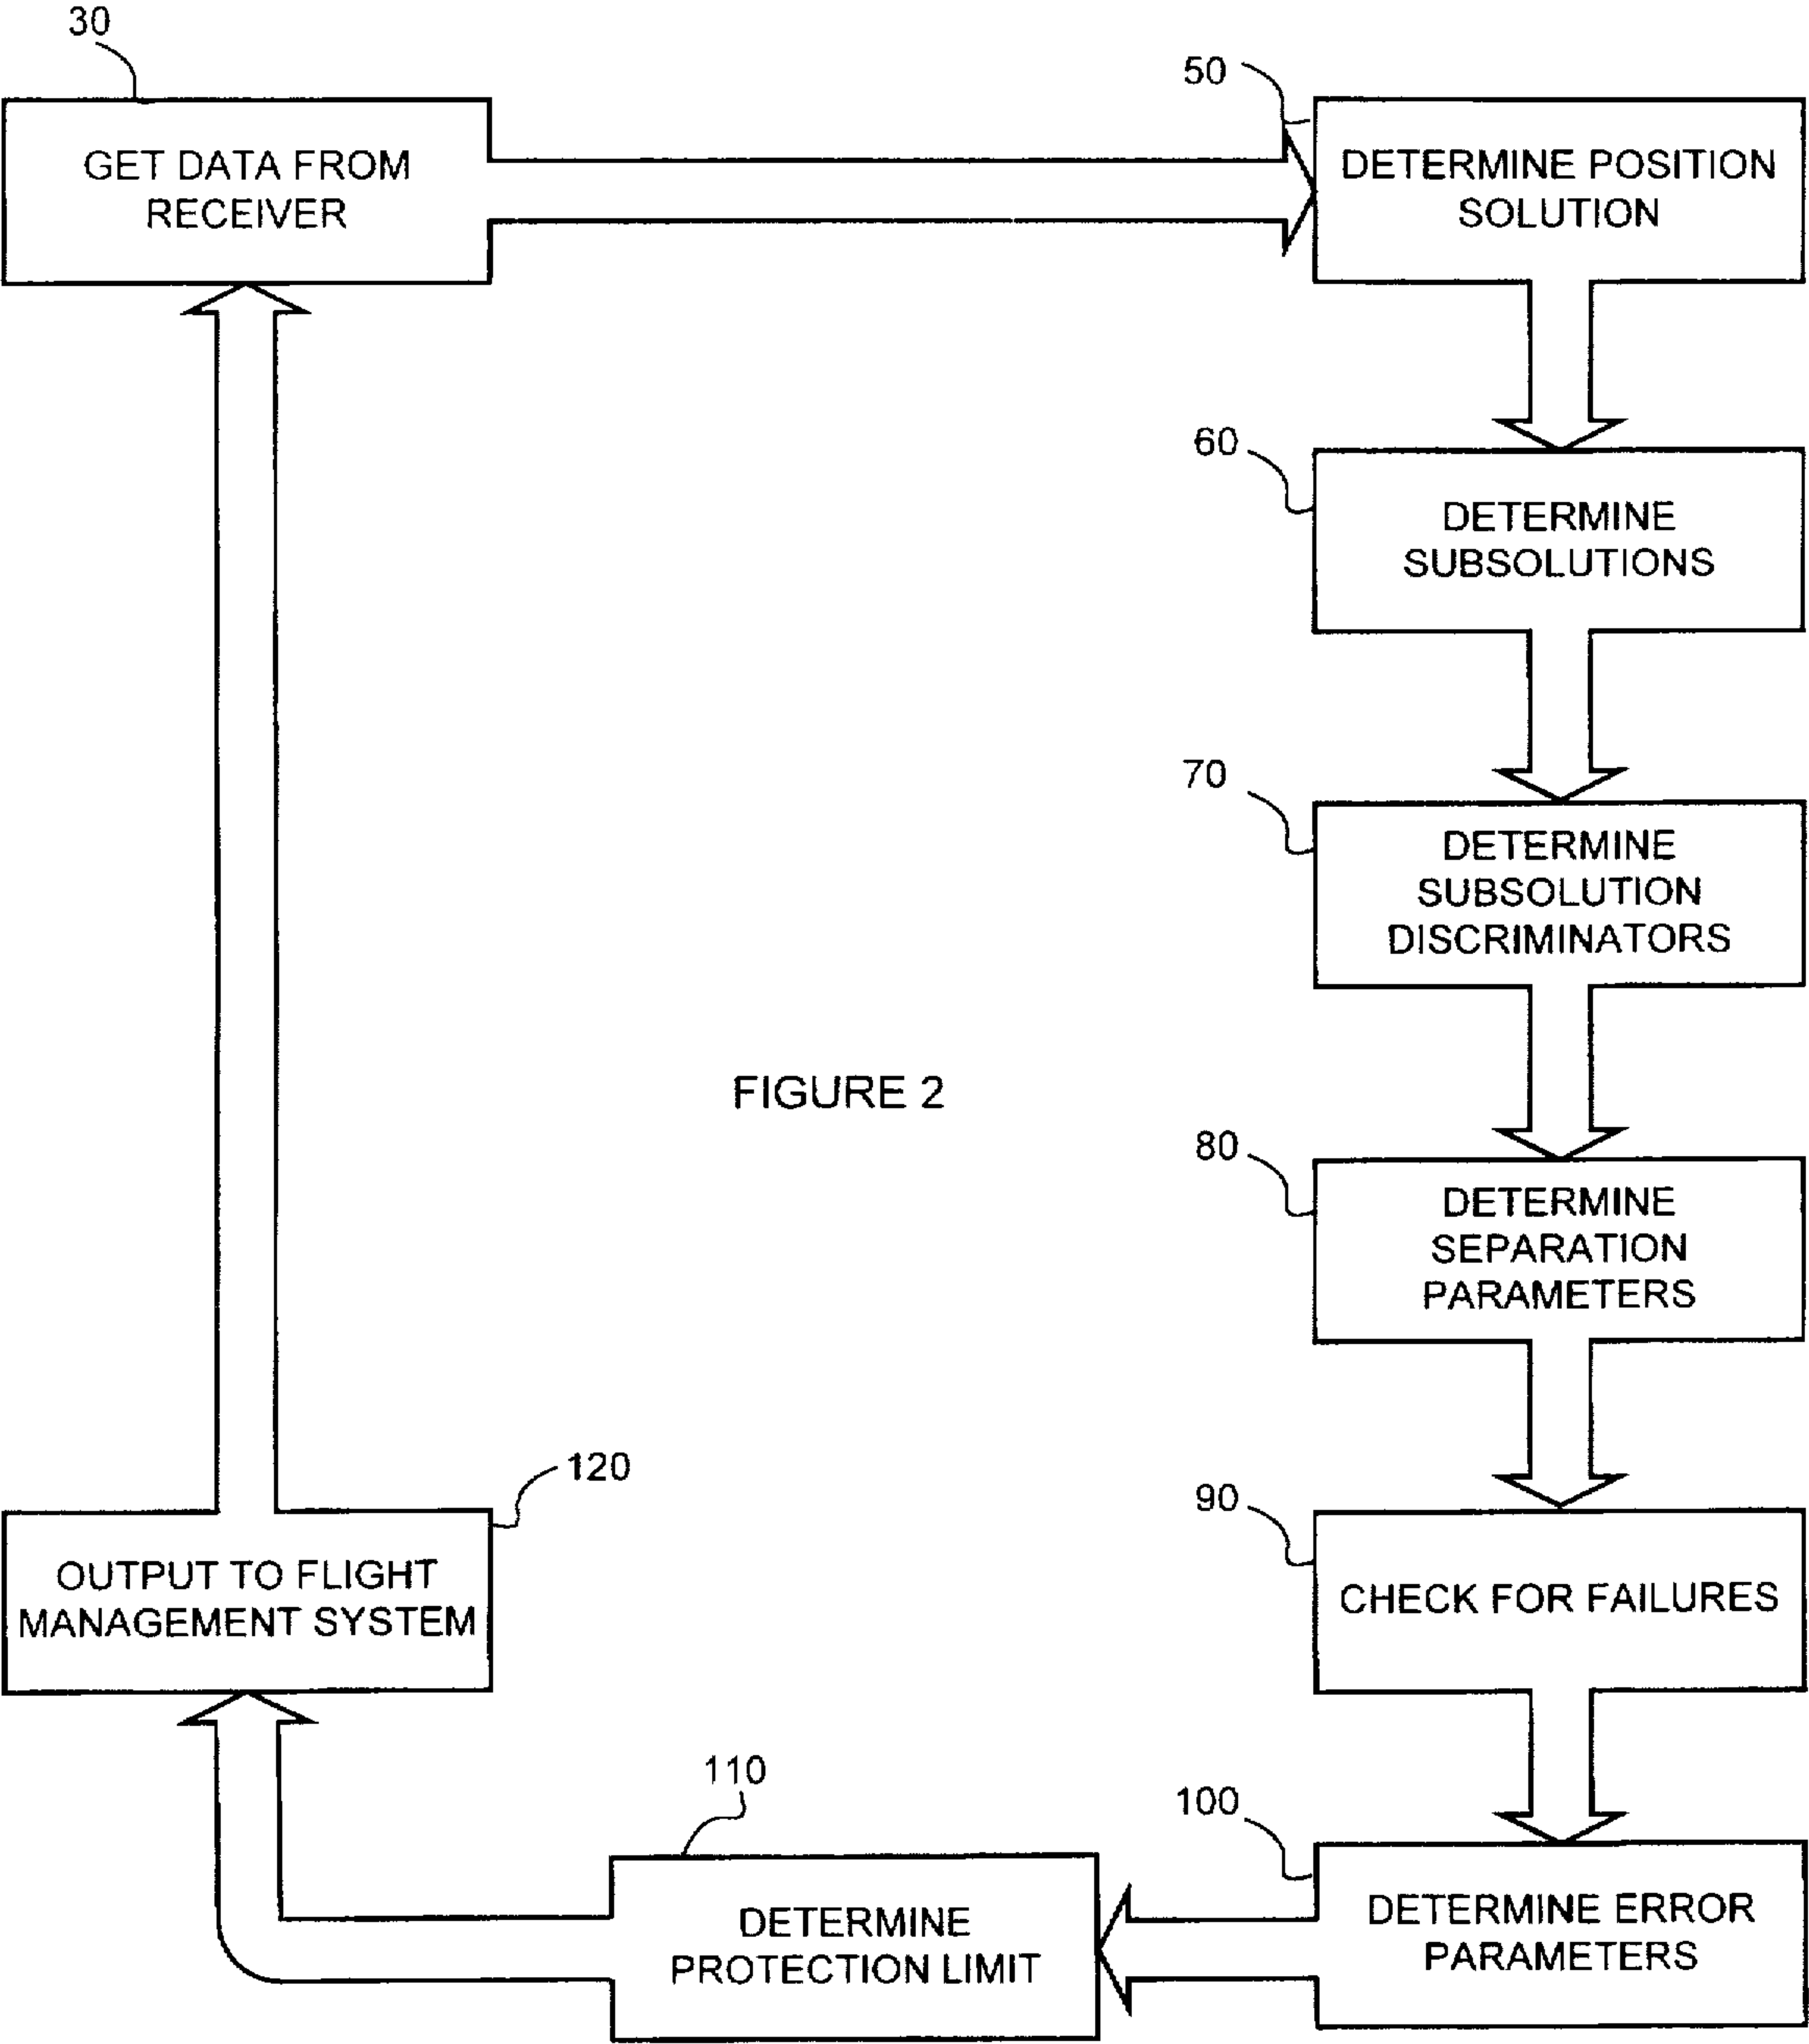 30
GET DATA FROM
RECEIVER
50
DETERMINE POSITION
SOLUTION
60
DETERMINE
SUBSOLUTIONS
70
DETERMINE
SUBSOLUTION
DISCRIMINATORS
FIGURE 2
80
DETERMINE
SEPARATION
PARAMETERS
90
CHECK FOR FAILURES
100
DETERMINE ERROR
PARAMETERS
110
DETERMINE
PROTECTION LIMIT
120
OUTPUT TO FLIGHT
MANAGEMENT SYSTEM